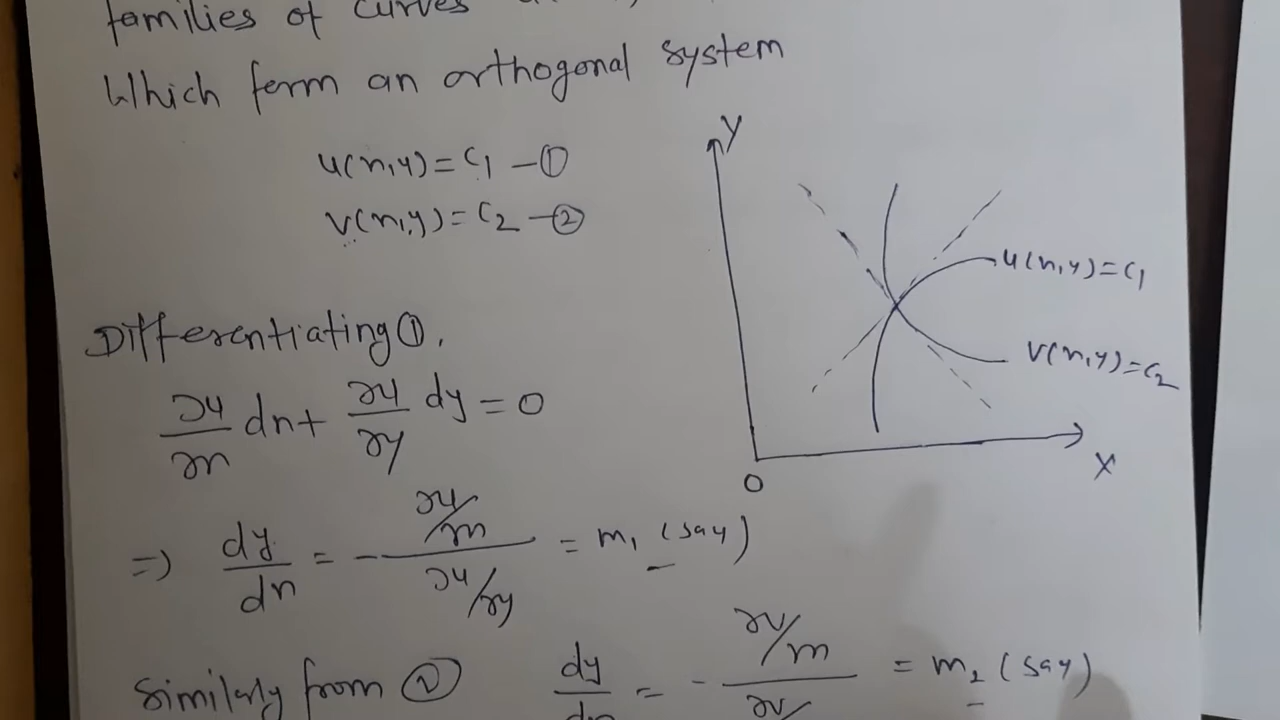 families of curves
Which form an orthogonal system
u(x,y) = C1 — ①
v(x,y) = C2 — ②
Y
u(x,y) = C1
v(x,y) = C2
X
O
Differentiating ①,
∂u/∂x dx + ∂u/∂y dy = 0
=> dy/dx = - (∂u/∂x)/(∂u/∂y) = m1 (say)
Similarly from ② dy/dx = - (∂v/∂x)/(∂v/ = m2 (say)